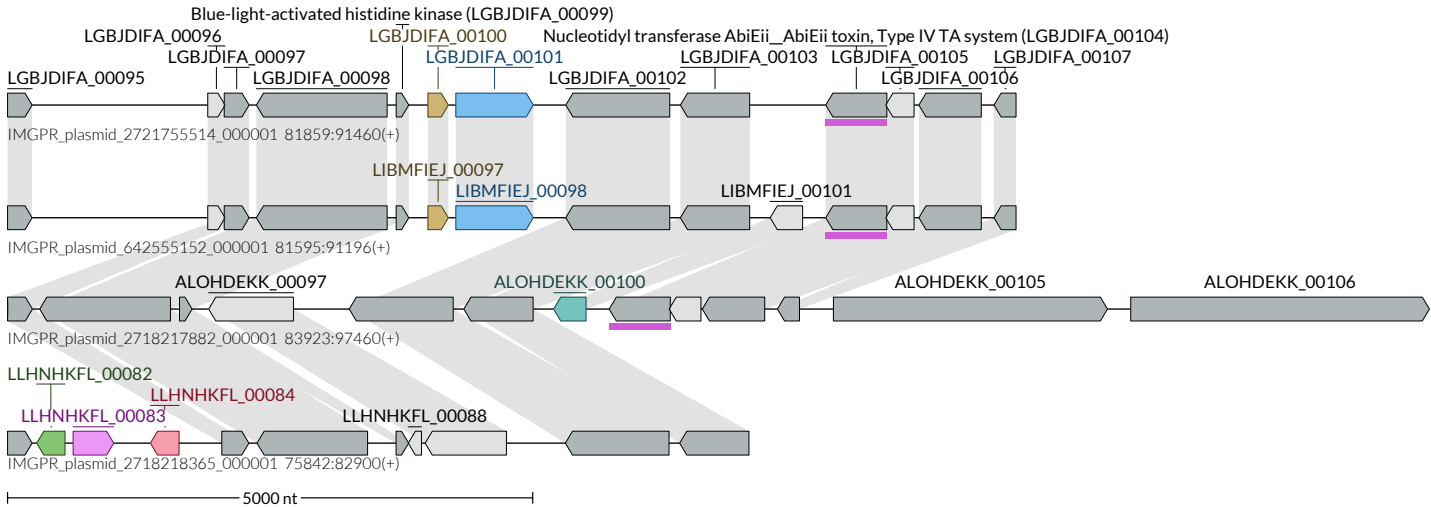 Blue-light-activated histidine kinase (LGBJDIFA_00099)
LGBJDIFA_00096 LGBJDIFA_00100 Nucleotidyl transferase AbiEii_AbiEii toxin, Type IV TA system (LGBJDIFA_00104)
LGBJDIFA_00097 LGBJDIFA_00101 LGBJDIFA_00103 LGBJDIFA_00105 LGBJDIFA_00107
LGBJDIFA_00095 LGBJDIFA_00098 LGBJDIFA_00102 LGBJDIFA_00106
IMGPR_plasmid_2721755514_000001 81859:91460(+)
LIBMFIEJ_00097
LIBMFIEJ_00098 LIBMFIEJ_00101
IMGPR_plasmid_642555152_000001 81595:91196(+)
ALOHDEKK_00097 ALOHDEKK_00100 ALOHDEKK_00105 ALOHDEKK_00106
IMGPR_plasmid_2718217882_000001 83923:97460(+)
LLHNHKFL_00082
LLHNHKFL_00084
LLHNHKFL_00083 LLHNHKFL_00088
IMGPR_plasmid_2718218365_000001 75842:82900(+)
5000 nt